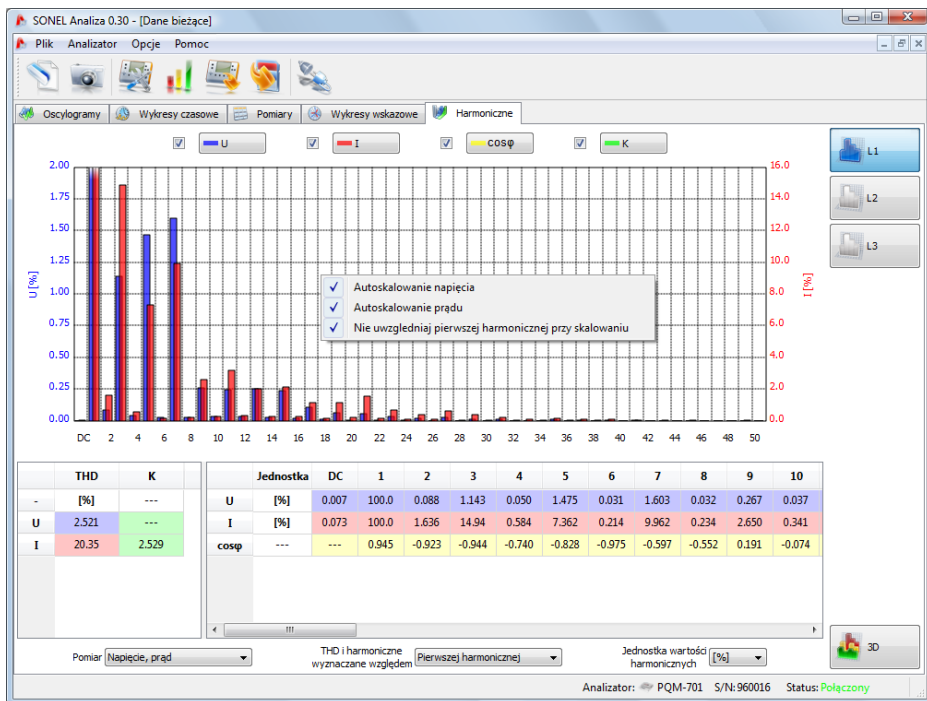 SONEL Analiza 0.30 - [Dane bieżące]
Plik Analizator Opcje Pomoc
Oscylogramy Wykresy czasowe Pomiary Wykresy wskazowe Harmoniczne
U I cosφ K
L1
L2
L3
2.00 16.0
1.75 14.0
1.50 12.0
1.25 10.0
1.00 8.0
0.75 6.0
0.50 4.0
0.25 2.0
0.00 0.0
U [%]
I [%]
Autoskalowanie napięcia
Autoskalowanie prądu
Nie uwzgledniaj pierwszej harmonicznej przy skalowaniu
DC 2 4 6 8 10 12 14 16 18 20 22 24 26 28 30 32 34 36 38 40 42 44 46 48 50
THD K
- [%] ---
U 2.521 ---
I 20.35 2.529
Jednostka DC 1 2 3 4 5 6 7 8 9 10
U [%] 0.007 100.0 0.088 1.143 0.050 1.475 0.031 1.603 0.032 0.267 0.037
I [%] 0.073 100.0 1.636 14.94 0.584 7.362 0.214 9.962 0.234 2.650 0.341
cosφ --- --- 0.945 -0.923 -0.944 -0.740 -0.828 -0.975 -0.597 -0.552 0.191 -0.074
Pomiar Napięcie, prąd
THD i harmoniczne
wyznaczane względem Pierwszej harmonicznej
Jednostka wartości
harmonicznych [%]
3D
Analizator: PQM-701 S/N: 960016 Status: Połączony